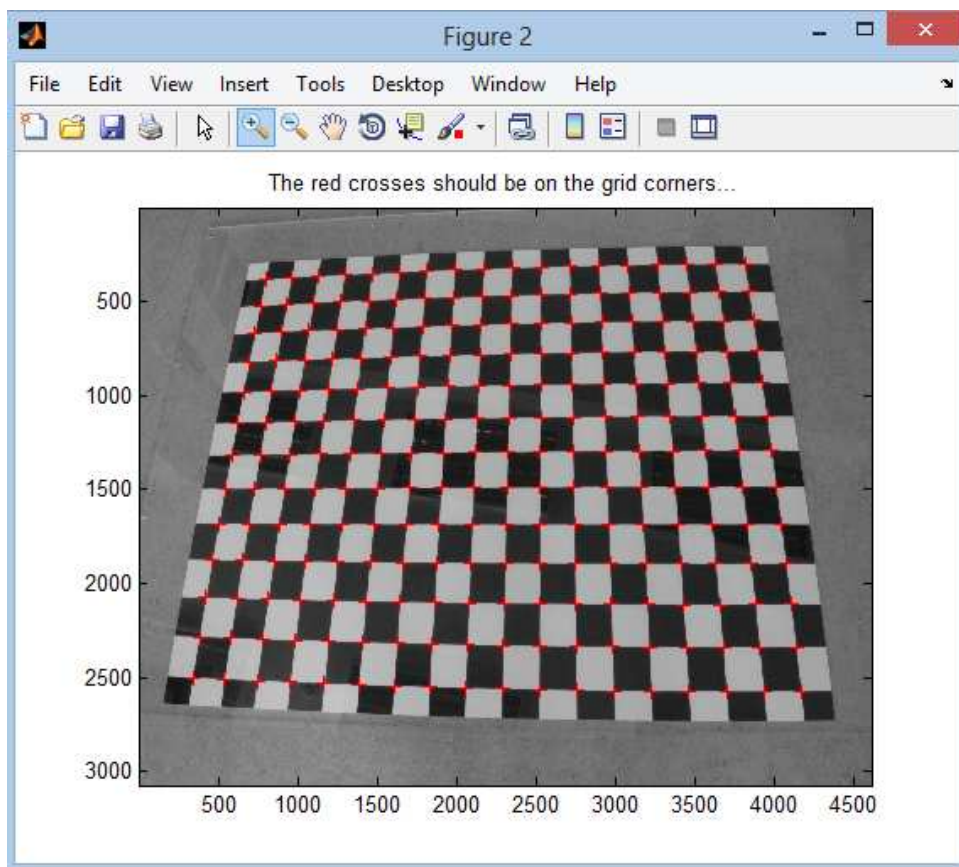 Figure 2
File Edit View Insert Tools Desktop Window Help
The red crosses should be on the grid corners...
500
1000
1500
2000
2500
3000
500 1000 1500 2000 2500 3000 3500 4000 4500